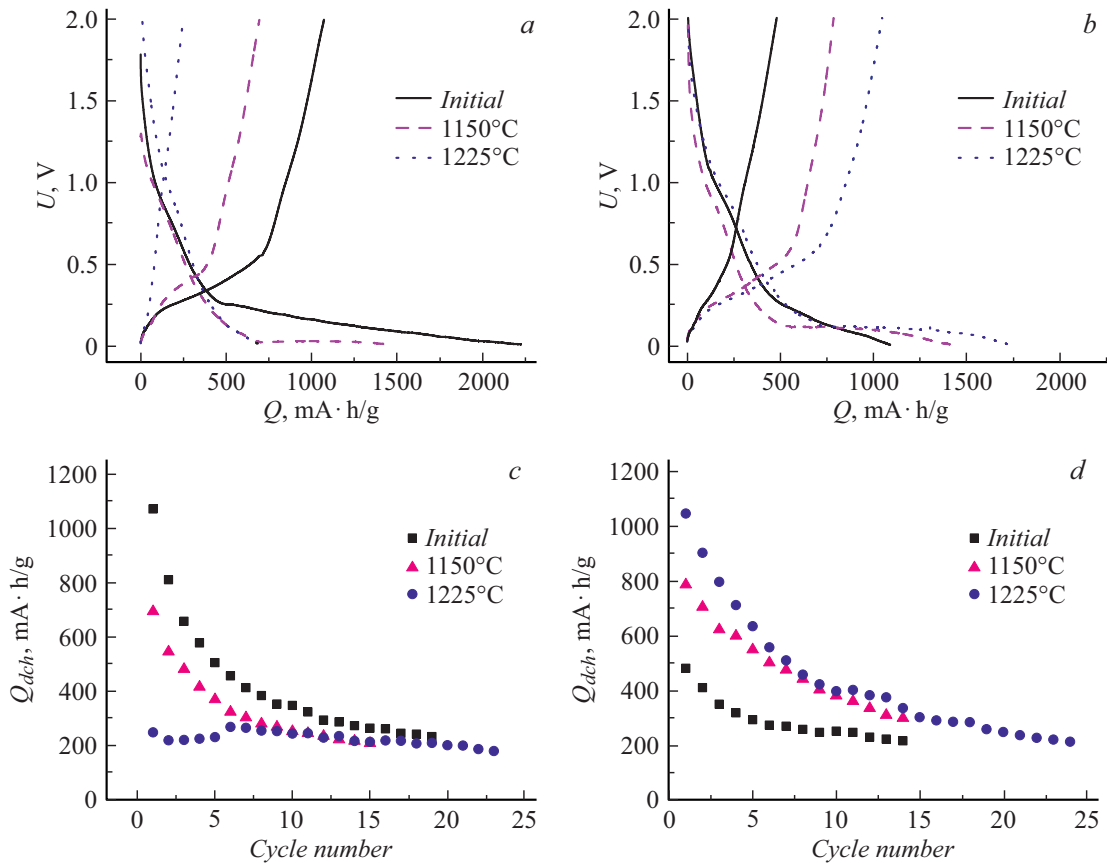 a
2.0
1.5
1.0
0.5
0
U, V
Initial
1150°C
1225°C
0 500 1000 1500 2000
Q, mA· h/g
b
2.0
1.5
1.0
0.5
0
U, V
Initial
1150°C
1225°C
0 500 1000 1500 2000
Q, mA· h/g
c
1200
1000
800
600
400
200
0
Qdch, mA· h/g
Initial
1150°C
1225°C
0 5 10 15 20 25
Cycle number
d
1200
1000
800
600
400
200
0
Qdch, mA· h/g
Initial
1150°C
1225°C
0 5 10 15 20 25
Cycle number